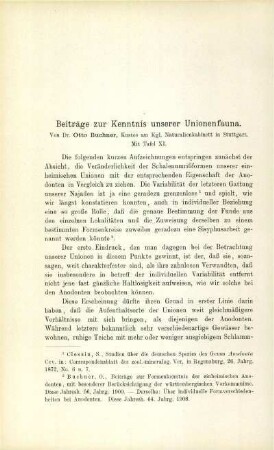 Beiträge zur Kenntnis unserer Unionenfauna.
Von Dr. Otto Buchner, Kustos am Kgl. Naturalienkabinett in Stuttgart.
Mit Tafel XI.
Die folgenden kurzen Aufzeichnungen entspringen zunächst der
Absicht, die Veränderlichkeit der Schalenumrißformen unserer ein-
heimischen Unionen mit der entsprechenden Eigenschaft der Ano-
donten in Vergleich zu ziehen. Die Variabilität der letzteren Gattung
unserer Najaden ist ja eine geradezu grenzenlose ¹ und spielt, wie
längst konstatieren konnten, auch in individueller Beziehung
eine so große Rolle, daß die genaue Bestimmung der Funde aus
den einzelnen Lokalitäten und die Zuweisung derselben zu einem
bestimmten Formenkreise zuweilen geradezu eine Sisyphusarbeit ge-
nannt werden könnte ².
Der erste Eindruck, den man dagegen bei der Betrachtung
unserer Unionen in diesem Punkte gewinnt, ist der, daß sie, sozu-
sagen, weit charakterfester sind, als ihre zahnlosen Verwandten, daß
sie insbesondere in betreff der individuellen Variabilität entfernt
nicht jene fast gänzliche Haltlosigkeit aufweisen, wie wir solche bei
den Anodonten beobachten können.
Diese Erscheinung dürfte ihren Grund in erster Linie darin
haben, daß die Aufenthaltsorte der Unionen weit gleichmäßigere
Verhältnisse mit sich bringen, als diejenigen der Anodonten.
Während letztere bekanntlich sehr verschiedenartige Gewässer be-
wohnen, ruhige Teiche mit mehr oder weniger ausgiebigem Schlamm-
¹ Clessin, S., Studien über die deutschen Spezies des Genus Anodonta
Cuv. in: Correspondenzblatt der zool.-mineral. Ver. in Regensburg, 26. Jahrg.
1872, No. 6 u. 7.
² Buchner, O., Beiträge zur Formenkenntnis der einheimischen Ano-
donten, mit besonderer Berücksichtigung der württembergischen Vorkommnisse.
Diese Jahresh. 56. Jahrg. 1900. Derselbe: Über individuelle Formverschieden-
heiten bei Anodonten. Diese Jahresh. 64. Jahrg. 1908.